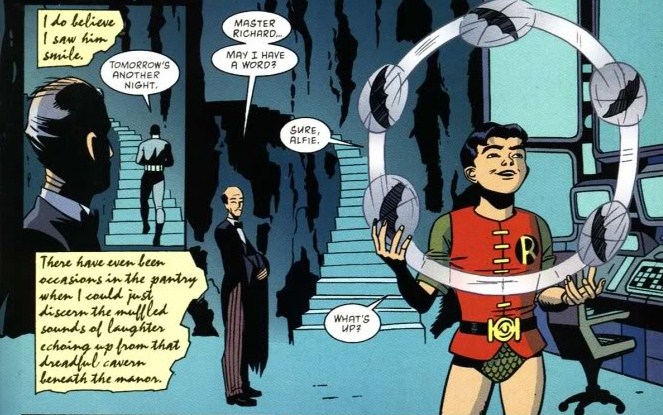 I do believe
I saw him
smile.
TOMORROW'S
ANOTHER
NIGHT.
MASTER
RICHARD...
MAY I HAVE
A WORD?
SURE,
ALFIE.
WHAT'S
UP?
R
There have even been
occasions in the pantry
when I could just
discern the muffled
sounds of laughter
echoing up from that
dreadful cavern
beneath the manor.